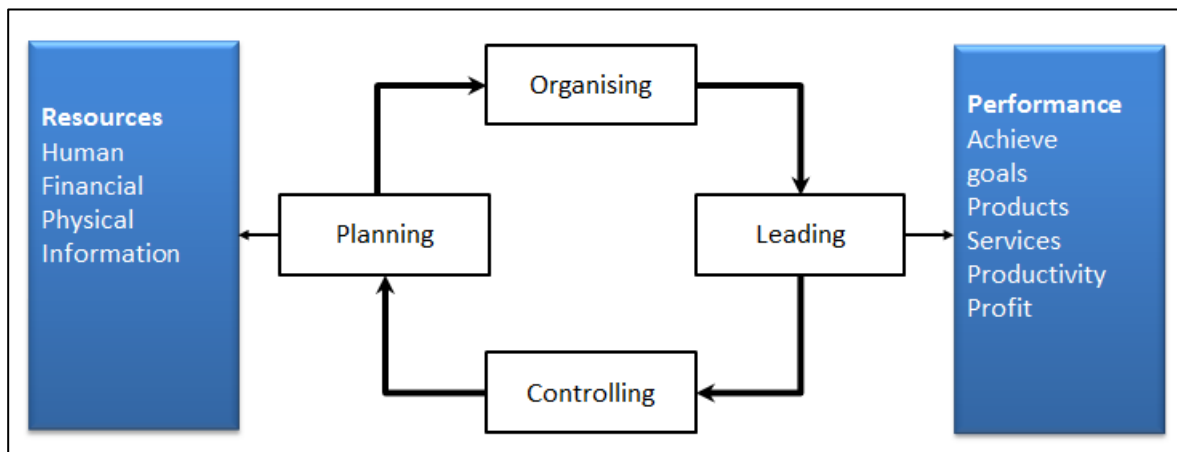 Resources
Human
Financial
Physical
Information
Organising
Planning
Leading
Controlling
Performance
Achieve
goals
Products
Services
Productivity
Profit